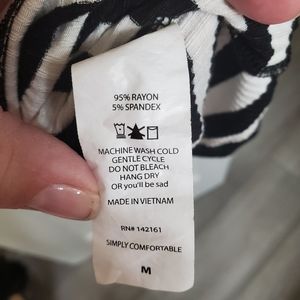 95% RAYON
5% SPANDEX
MACHINE WASH COLD
GENTLE CYCLE
DO NOT BLEACH
HANG DRY
OR you'll be sad
MADE IN VIETNAM
RN# 142161
SIMPLY COMFORTABLE
M